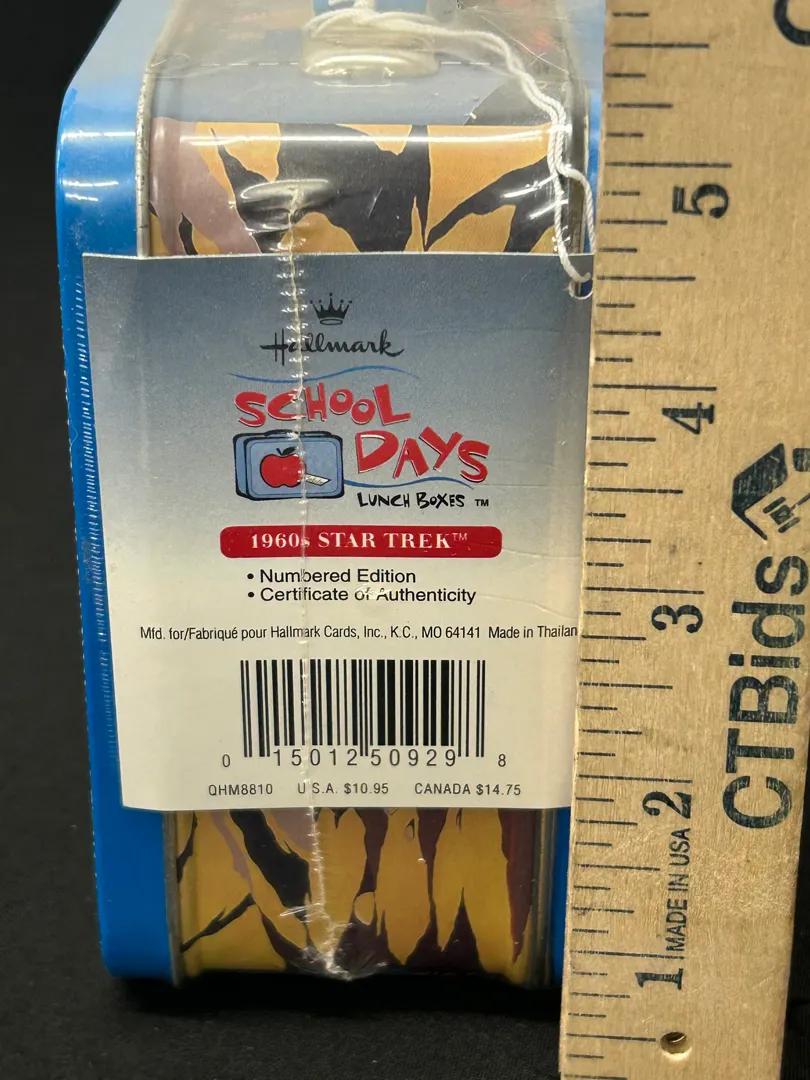 Hallmark
SCHOOL
DAYS
LUNCH BOXES ™
1960s STAR TREK™
• Numbered Edition
• Certificate of Authenticity
Mfd. for/Fabriqué pour Hallmark Cards, Inc., K.C., MO 64141 Made in Thailan
0 15012 50929 8
QHM8810 U.S.A. $10.95 CANADA $14.75
5
4
3
2
1
MADE IN USA
CTBids